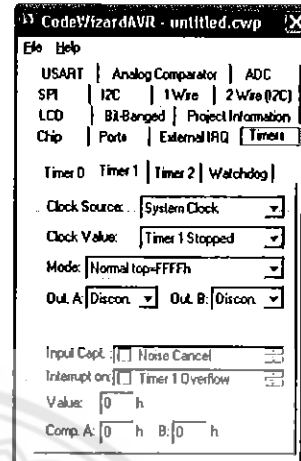 CodeWizardAVR - untitled.cwp
File Help
USART Analog Comparator ADC
SPI I2C 1 Wire 2 Wire (I2C)
LCD Bit-Banged Project Information
Chip Ports External IRQ Timers
Timer 0 Timer 1 Timer 2 Watchdog
Clock Source: System Clock
Clock Value: Timer 1 Stopped
Mode: Normal top=FFFFh
Out. A: Discon. Out. B: Discon.
Input Capt.: Noise Cancel
Interrupt on: Timer 1 Overflow
Value: 0 h
Comp. A: 0 h B: 0 h